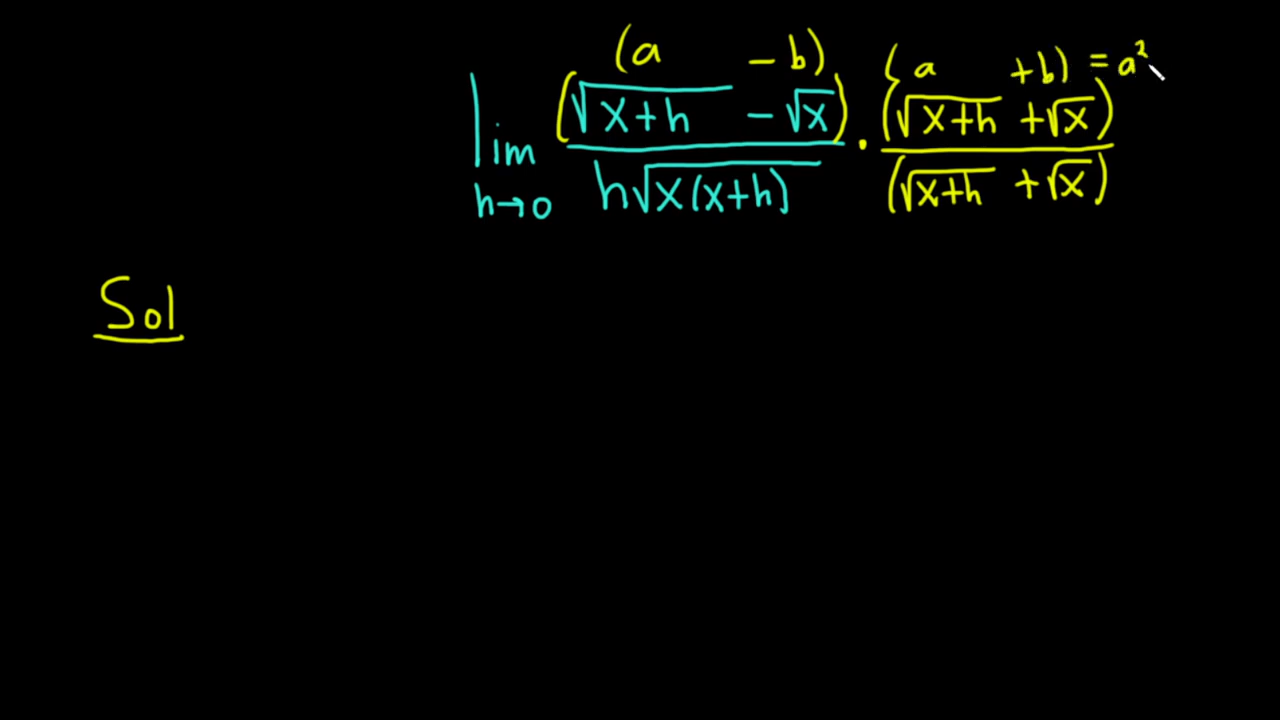 (a - b) (a + b) = a²
lim h→0 (√(x+h) - √x) / (h√(x(x+h))) · (√(x+h) + √x) / (√(x+h) + √x)
Sol